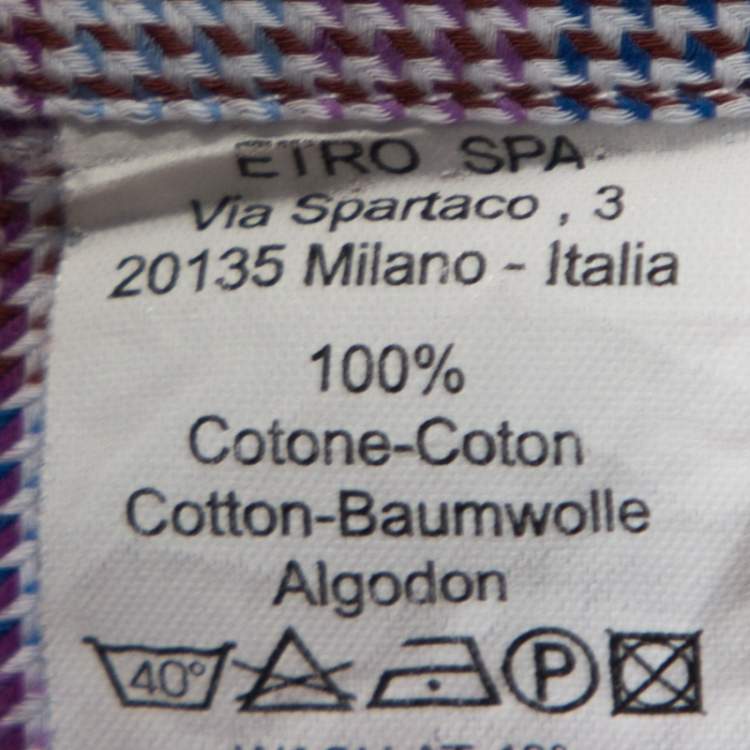 ETRO SPA
Via Spartaco , 3
20135 Milano - Italia
100%
Cotone-Coton
Cotton-Baumwolle
Algodon
40° P